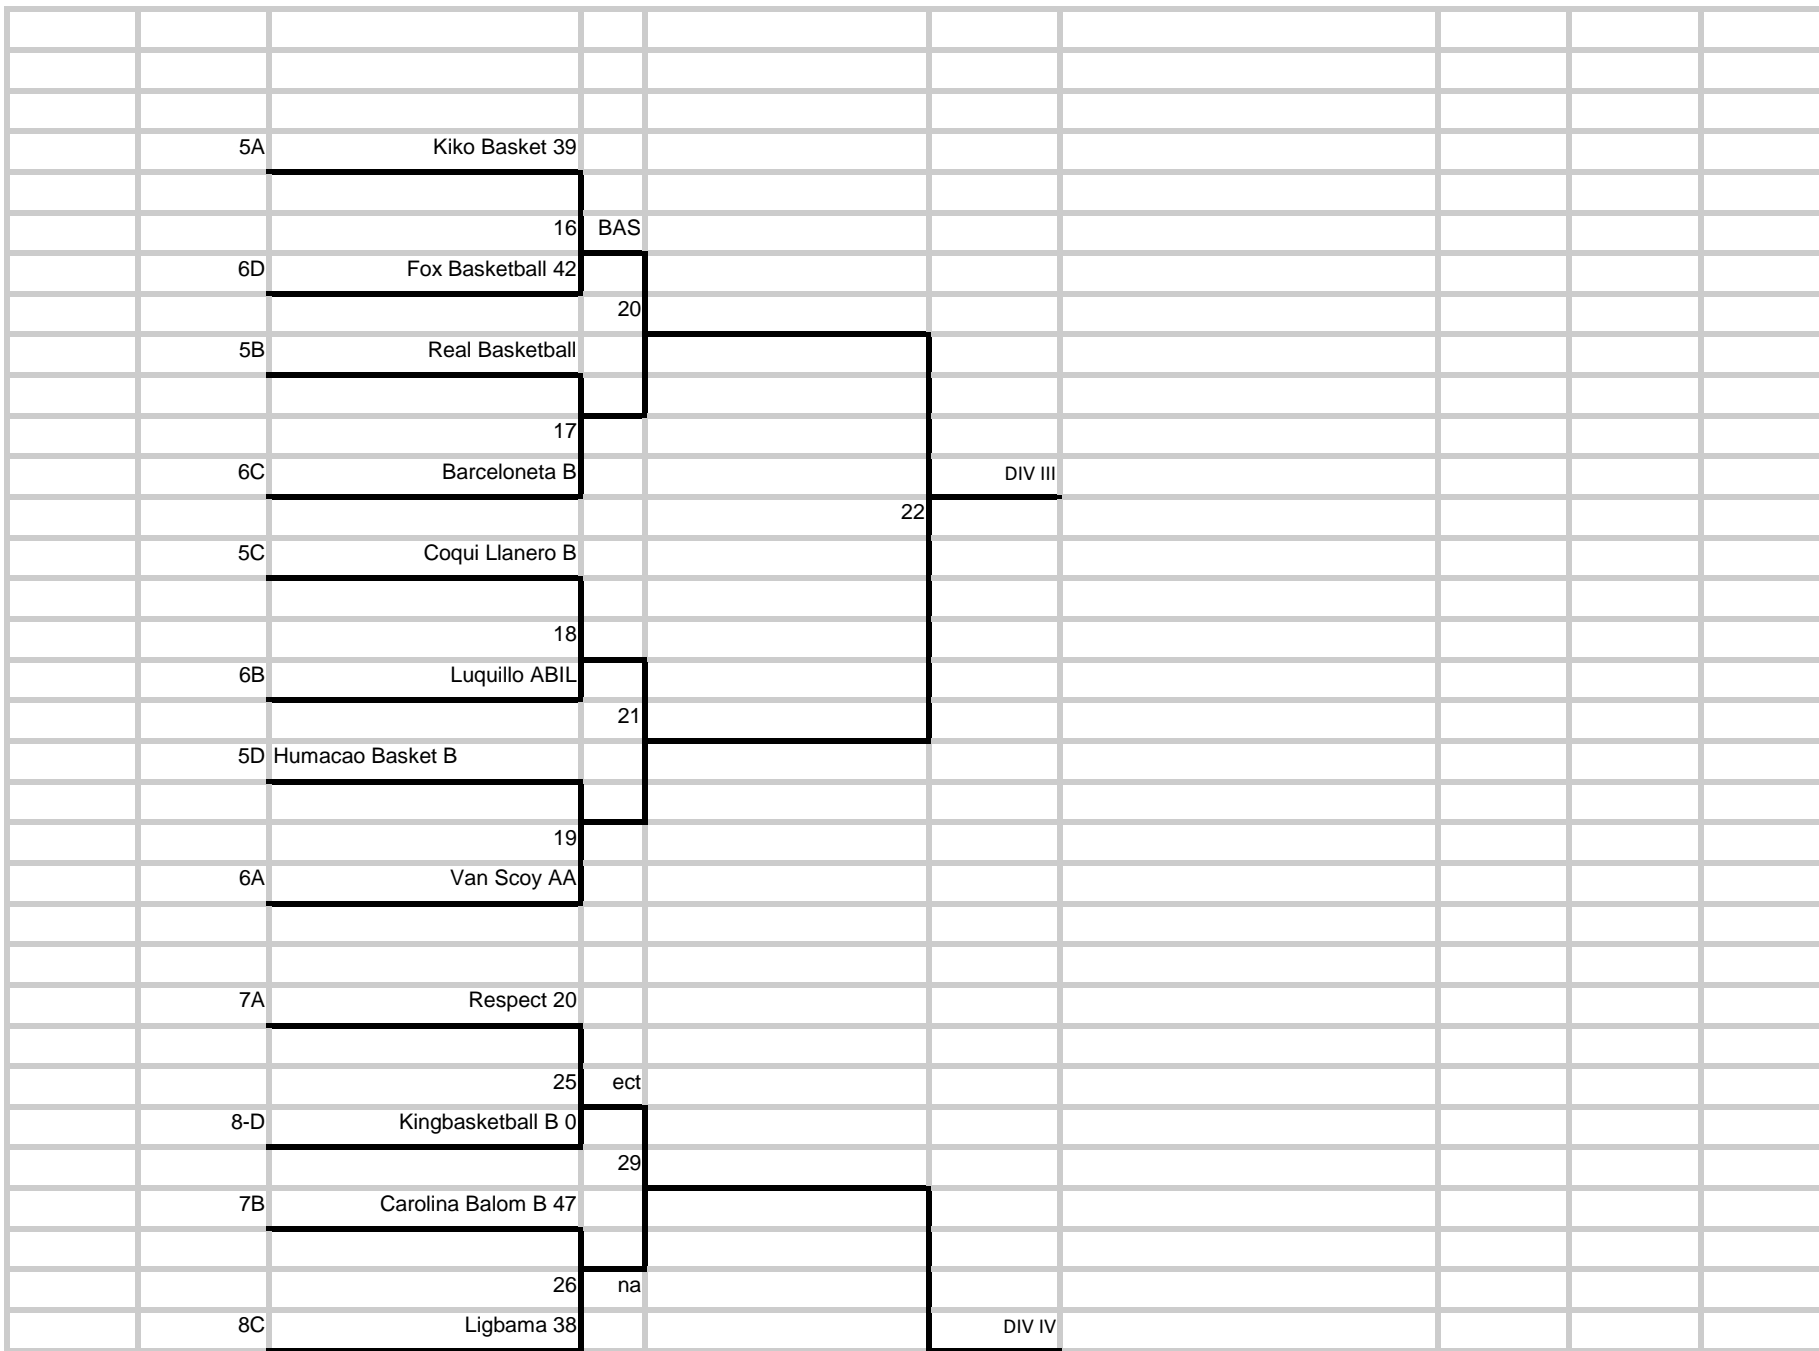 5A Kiko Basket 39
16 BAS
6D Fox Basketball 42
20
5B Real Basketball
17
6C Barceloneta B DIV III
22
5C Coqui Llanero B
18
6B Luquillo ABIL
21
5D Humacao Basket B
19
6A Van Scoy AA
7A Respect 20
25 ect
8-D Kingbasketball B 0
29
7B Carolina Balom B 47
26 na
8C Ligbama 38 DIV IV